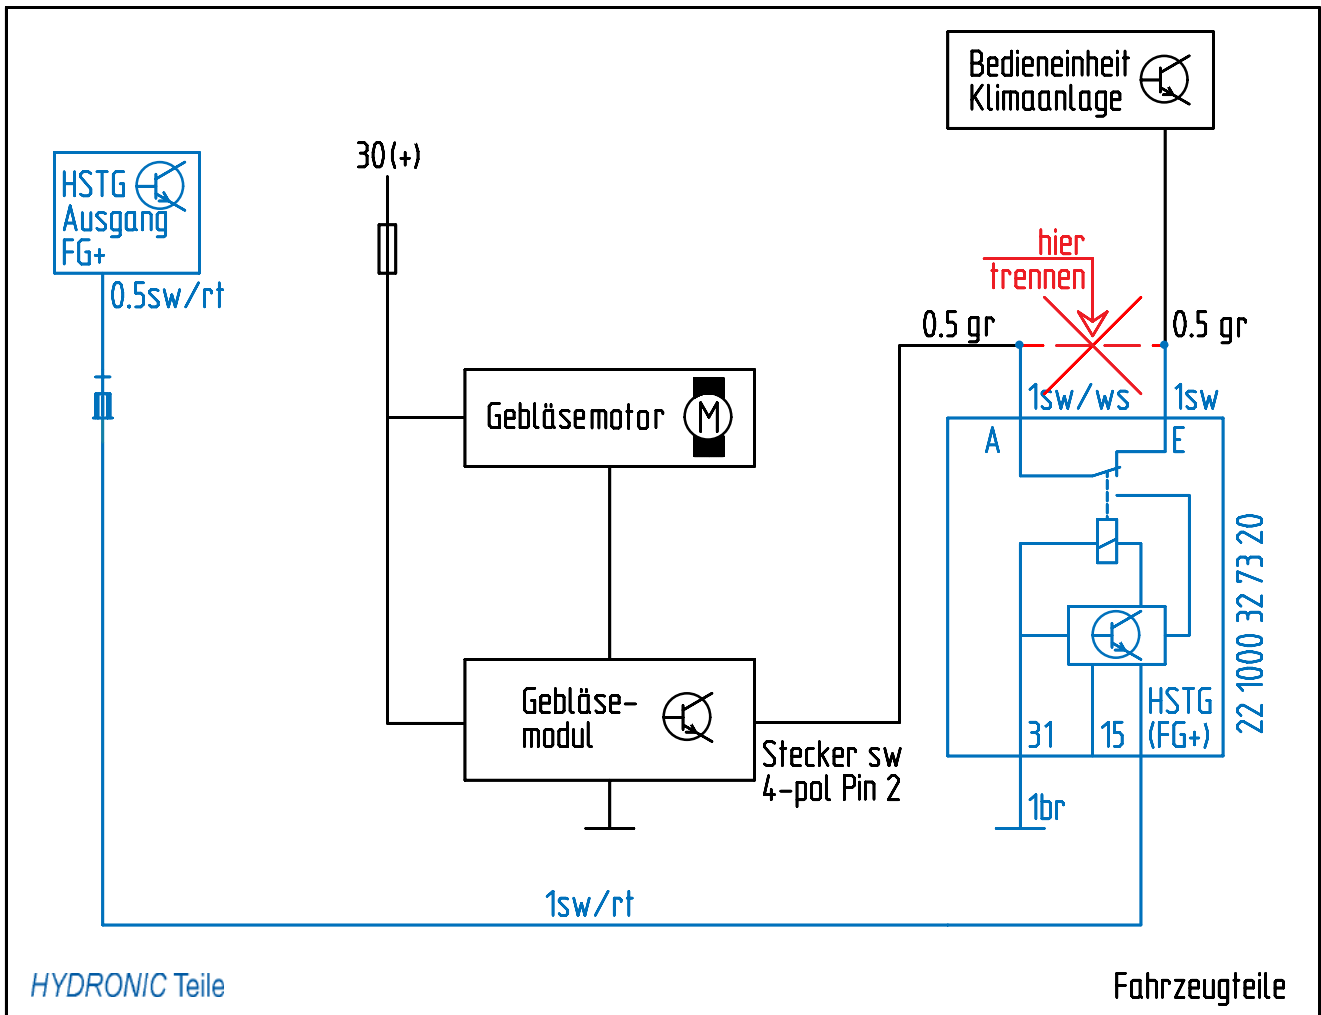 Bedieneinheit
Klimaanlage
30(+)
HSTG
Ausgang
FG+
0.5sw/rt
hier
trennen
0.5 gr
0.5 gr
1sw/ws
1sw
Gebläsemotor
M
A
E
22 1000 32 73 20
Gebläse-
modul
Stecker sw
4-pol Pin 2
31
15
HSTG
(FG+)
1br
1sw/rt
HYDRONIC Teile
Fahrzeugteile